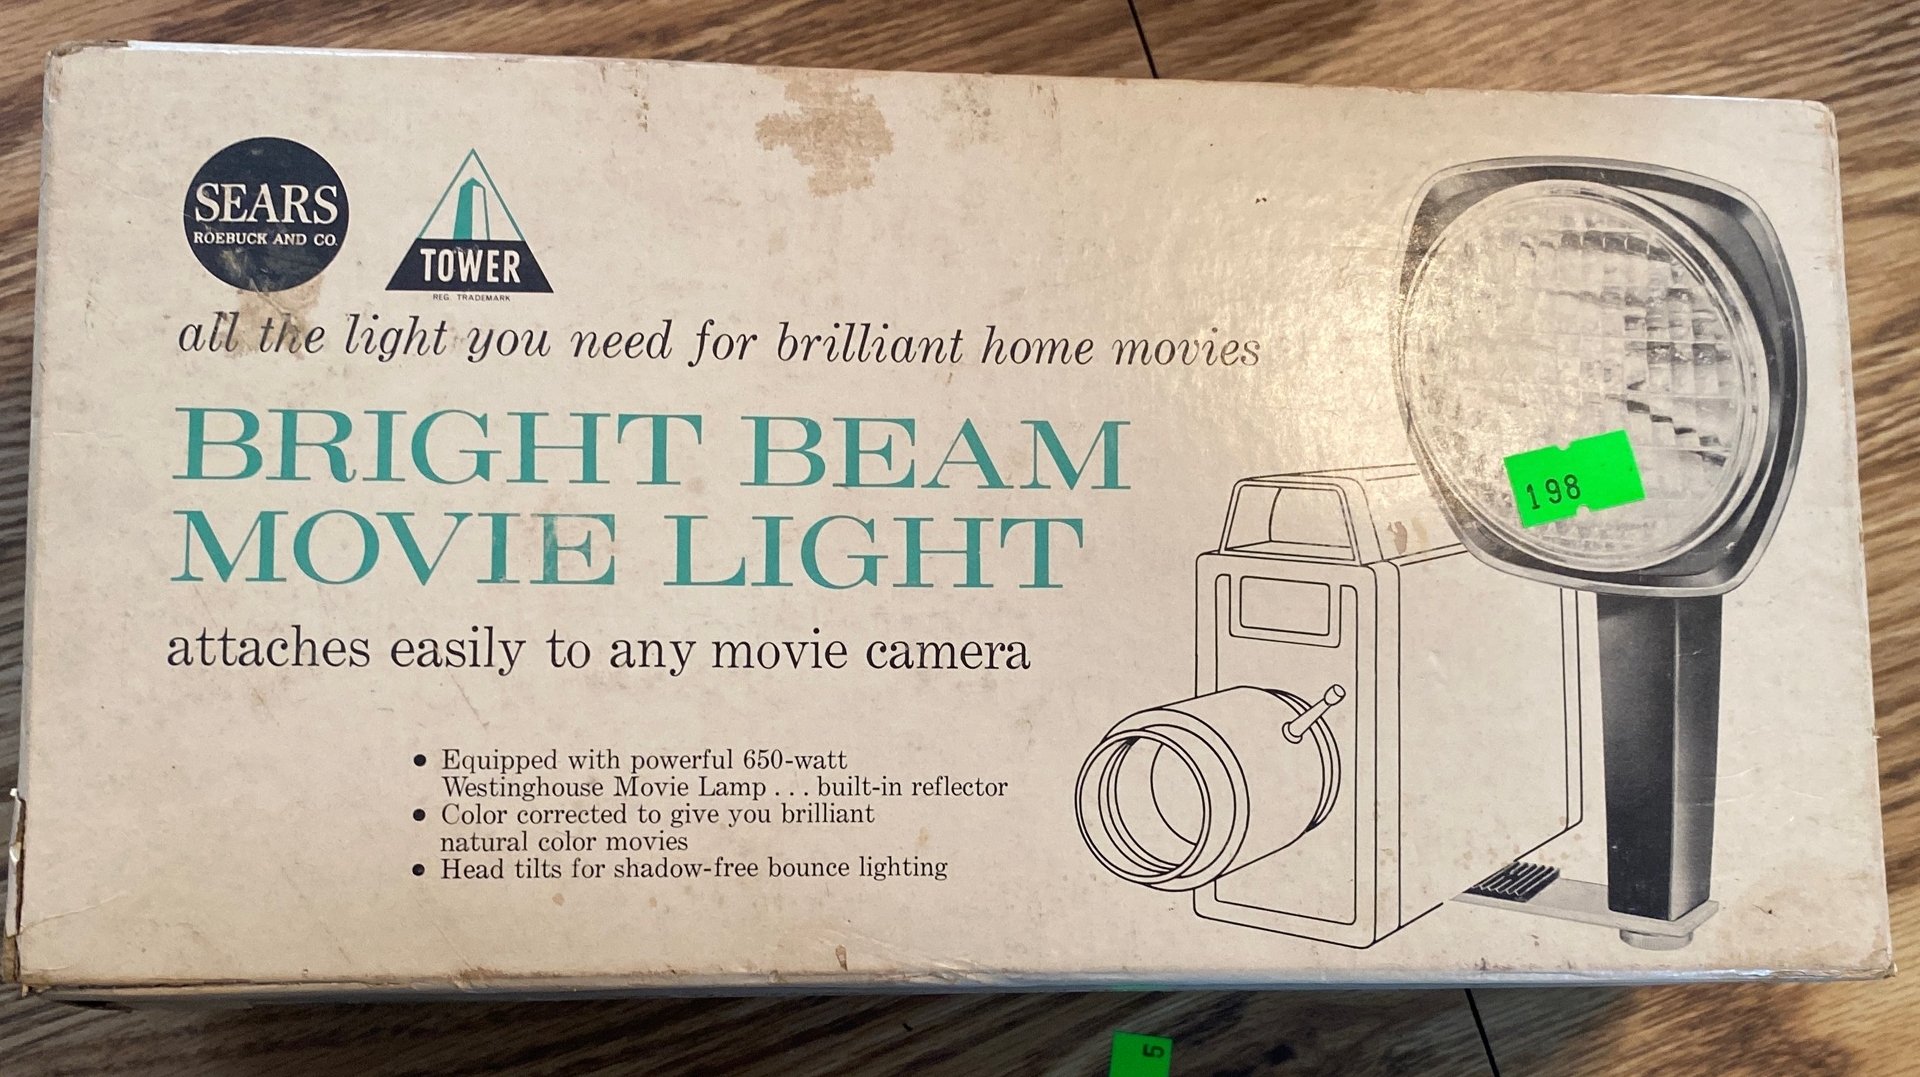 SEARS
ROEBUCK AND CO.
TOWER
REG. TRADEMARK
all the light you need for brilliant home movies
BRIGHT BEAM
MOVIE LIGHT
attaches easily to any movie camera
• Equipped with powerful 650-watt
Westinghouse Movie Lamp . . . built-in reflector
• Color corrected to give you brilliant
natural color movies
• Head tilts for shadow-free bounce lighting
198
5